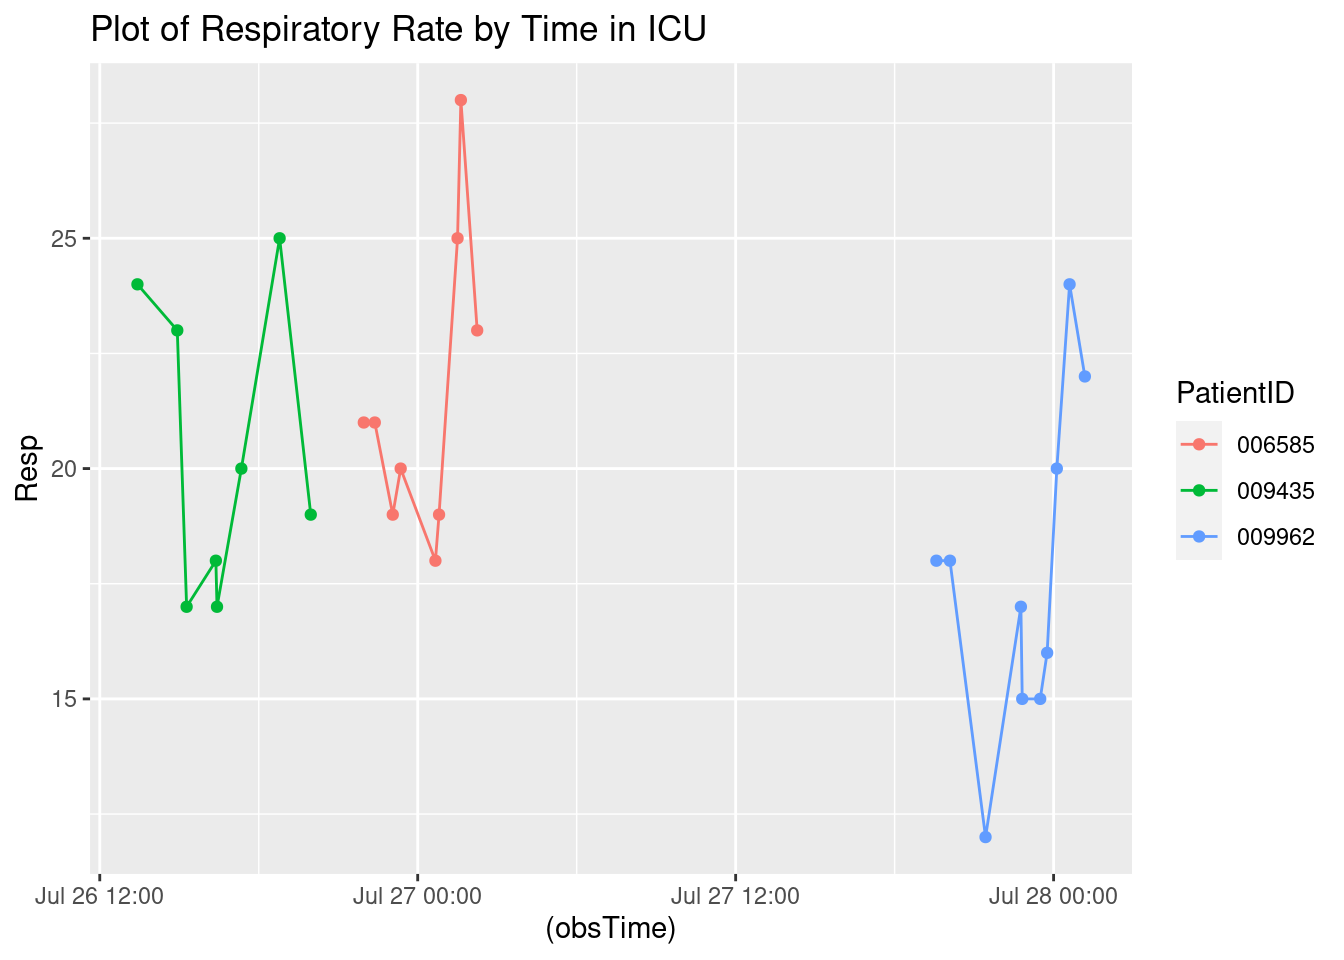 Plot of Respiratory Rate by Time in ICU
25
20
15
Resp
Jul 26 12:00
Jul 27 00:00
Jul 27 12:00
Jul 28 00:00
(obsTime)
PatientID
006585
009435
009962